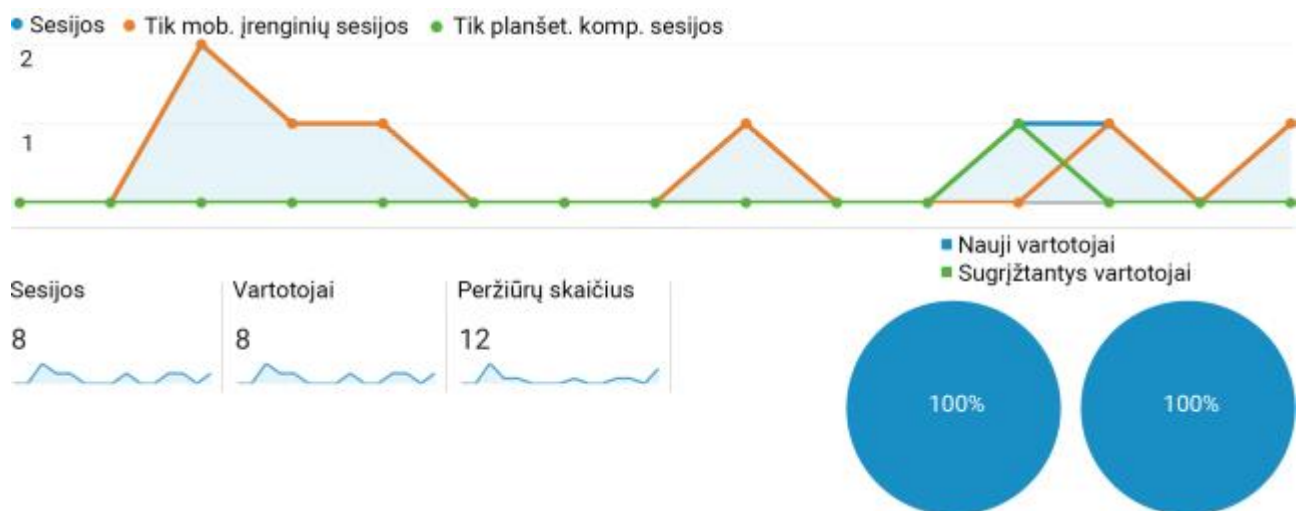 Sesijos Tik mob. įrenginių sesijos Tik planšet. komp. sesijos
2
1
Nauji vartotojai
Sugrįžtantys vartotojai
Sesijos Vartotojai Peržiūrų skaičius
8 8 12
100% 100%